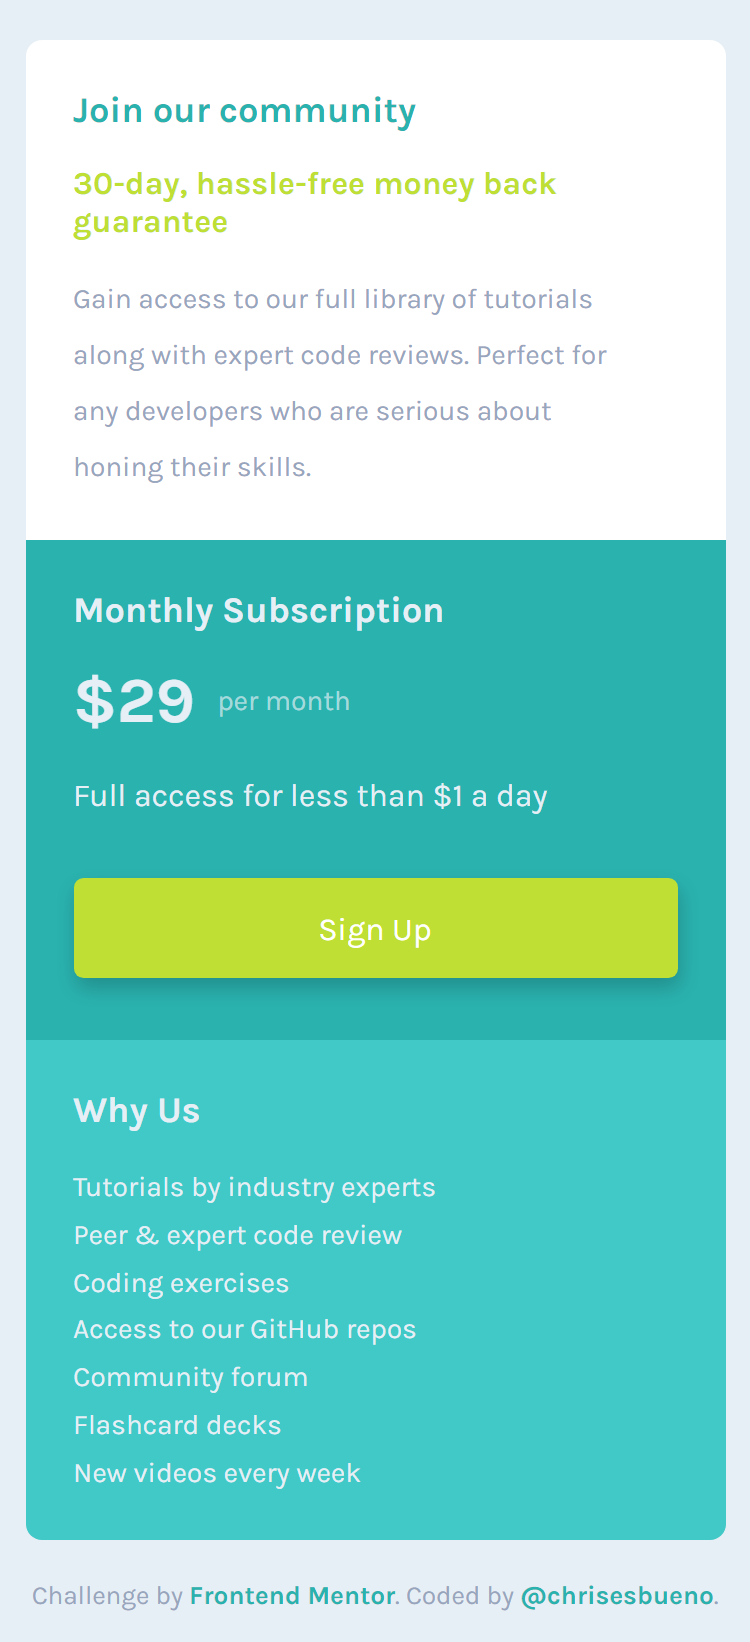 Join our community
30-day, hassle-free money back
guarantee
Gain access to our full library of tutorials
along with expert code reviews. Perfect for
any developers who are serious about
honing their skills.
Monthly Subscription
$29 per month
Full access for less than $1 a day
Sign Up
Why Us
Tutorials by industry experts
Peer & expert code review
Coding exercises
Access to our GitHub repos
Community forum
Flashcard decks
New videos every week
Challenge by Frontend Mentor. Coded by @chrisesbueno.